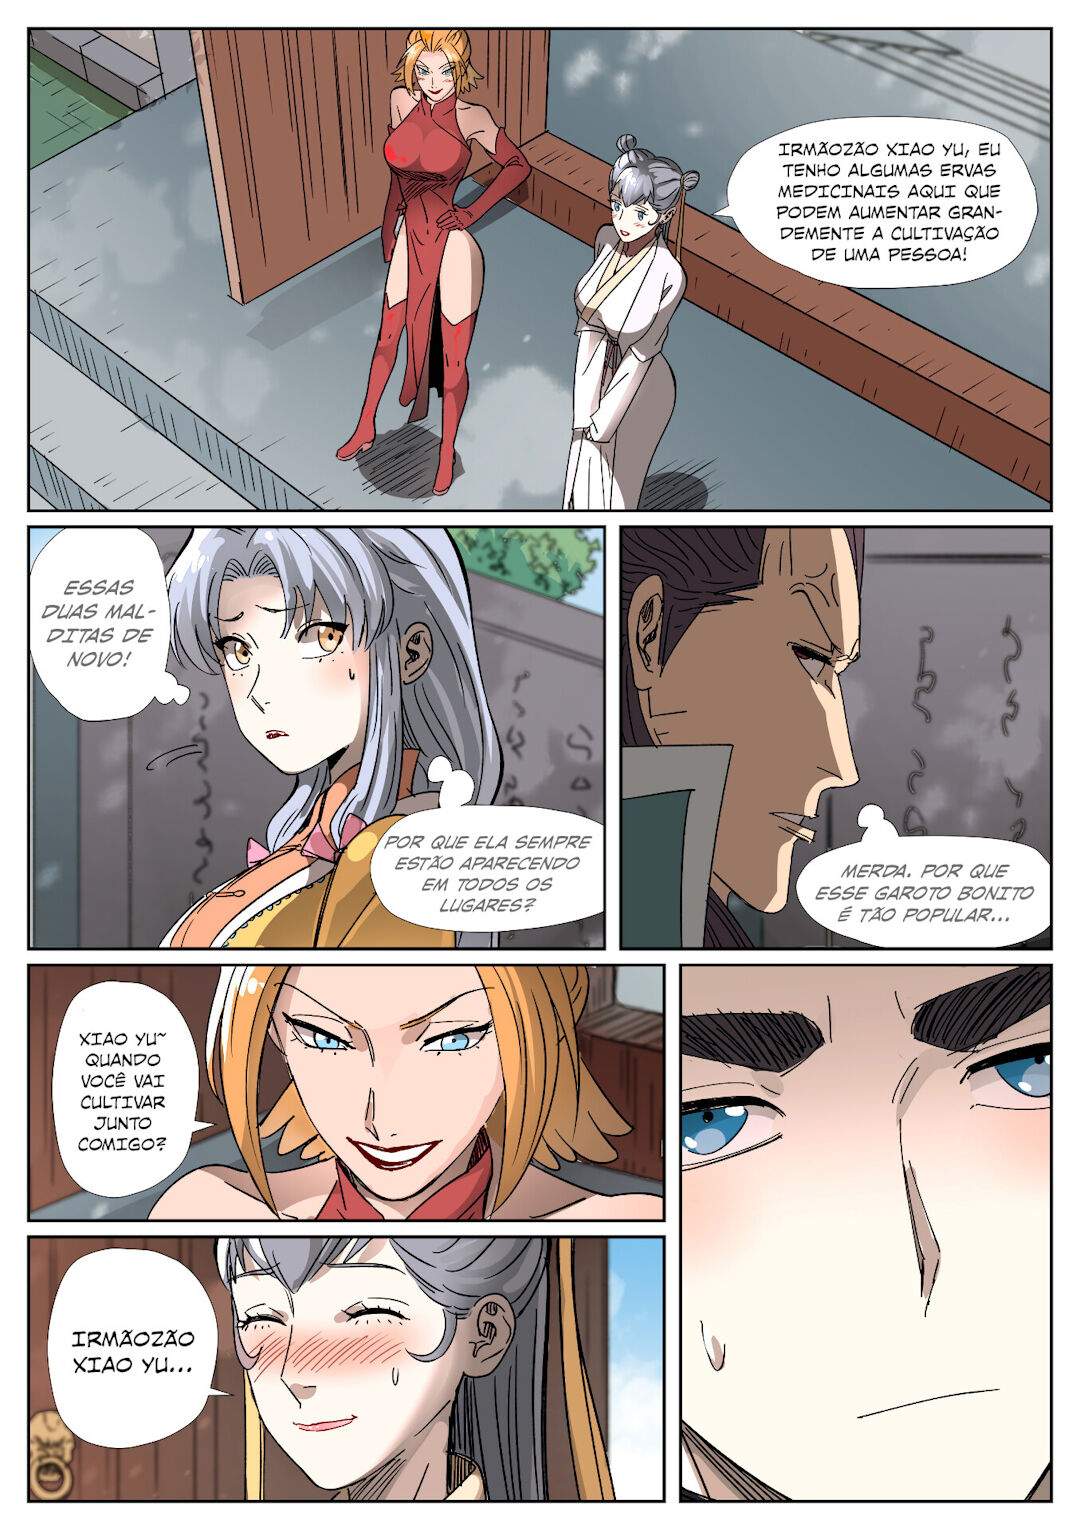 IRMÃOZÃO XIAO YU, EU
TENHO ALGUMAS ERVAS
MEDICINAIS AQUI QUE
PODEM AUMENTAR GRAN-
DEMENTE A CULTIVAÇÃO
DE UMA PESSOA!
ESSAS
DUAS MAL-
DITAS DE
NOVO!
POR QUE ELA SEMPRE
ESTÃO APARECENDO
EM TODOS OS
LUGARES?
MERDA. POR QUE
ESSE GAROTO BONITO
É TÃO POPULAR...
XIAO YU~
QUANDO
VOCÊ VAI
CULTIVAR
JUNTO
COMIGO?
IRMÃOZÃO
XIAO YU...